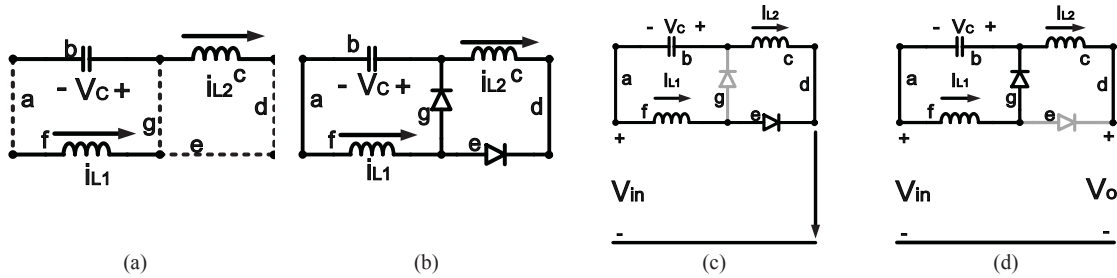 b
a
- Vc +
c
iL2
d
g
f
e
iL1
(a)
b
a
- Vc +
c
iL2
d
g
f
e
iL1
(b)
IL2
- Vc +
b
c
a
IL1
d
f
g
e
+
Vin
-
(c)
IL2
- Vc +
b
c
a
IL1
d
f
g
e
+
+
Vin
Vo
-
-
(d)